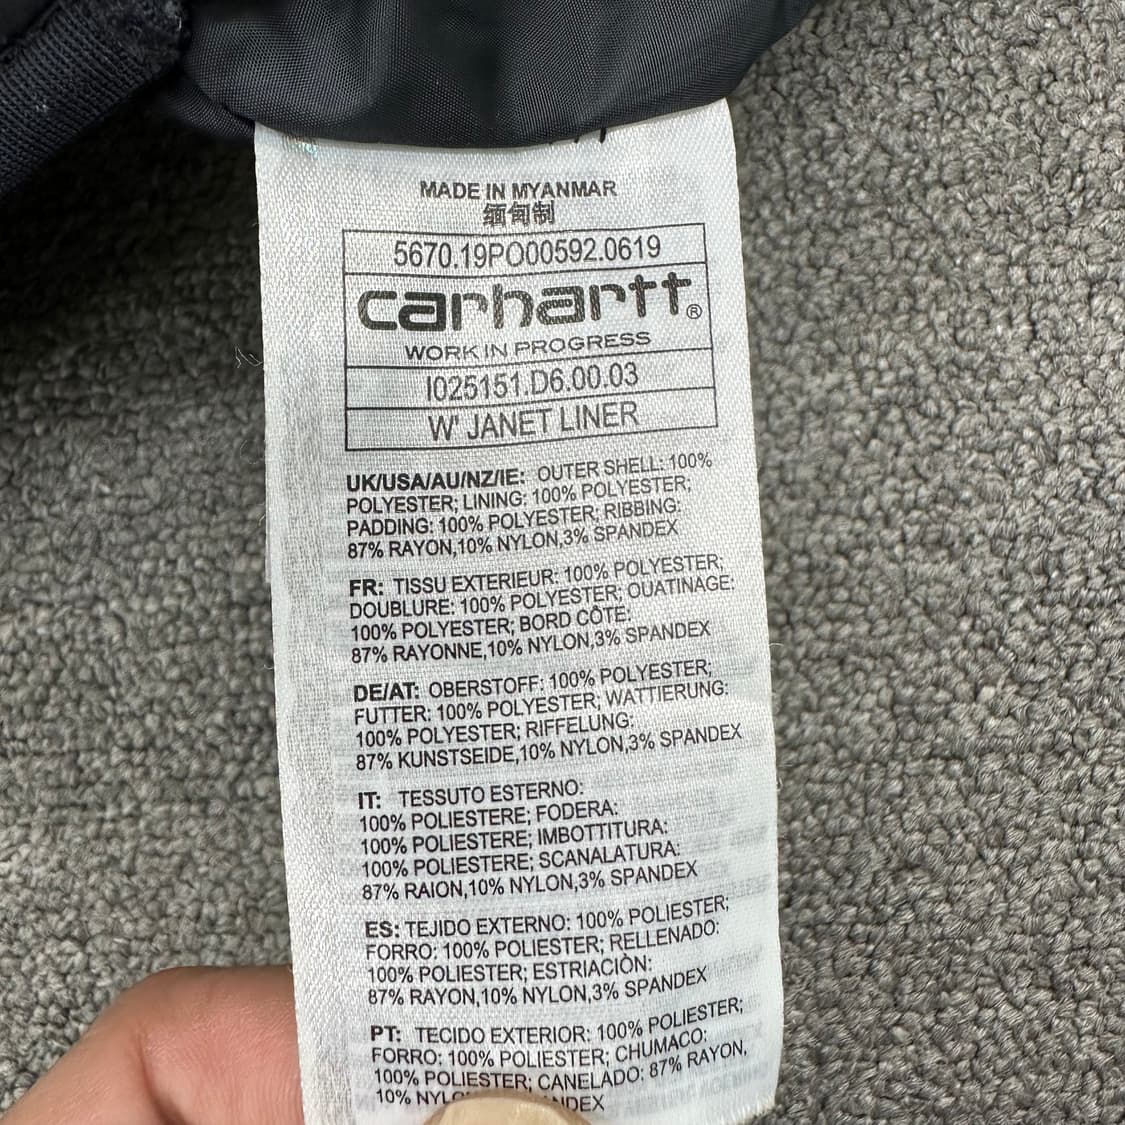 MADE IN MYANMAR
缅甸制
5670.19PO00592.0619
carhartt®
WORK IN PROGRESS
I025151.D6.00.03
W' JANET LINER
UK/USA/AU/NZ/IE: OUTER SHELL: 100%
POLYESTER; LINING: 100% POLYESTER;
PADDING: 100% POLYESTER; RIBBING:
87% RAYON,10% NYLON,3% SPANDEX
FR: TISSU EXTERIEUR: 100% POLYESTER;
DOUBLURE: 100% POLYESTER; OUATINAGE:
100% POLYESTER; BORD CÔTE:
87% RAYONNE,10% NYLON,3% SPANDEX
DE/AT: OBERSTOFF: 100% POLYESTER;
FUTTER: 100% POLYESTER; WATTIERUNG:
100% POLYESTER; RIFFELUNG:
87% KUNSTSEIDE,10% NYLON,3% SPANDEX
IT: TESSUTO ESTERNO:
100% POLIESTERE; FODERA:
100% POLIESTERE; IMBOTTITURA:
100% POLIESTERE; SCANALATURA:
87% RAION,10% NYLON,3% SPANDEX
ES: TEJIDO EXTERNO: 100% POLIESTER;
FORRO: 100% POLIESTER; RELLENADO:
100% POLIESTER; ESTRIACIÒN:
87% RAYON,10% NYLON,3% SPANDEX
PT: TECIDO EXTERIOR: 100% POLIESTER;
FORRO: 100% POLIESTER; CHUMACO:
100% POLIESTER; CANELADO: 87% RAYON,
10%